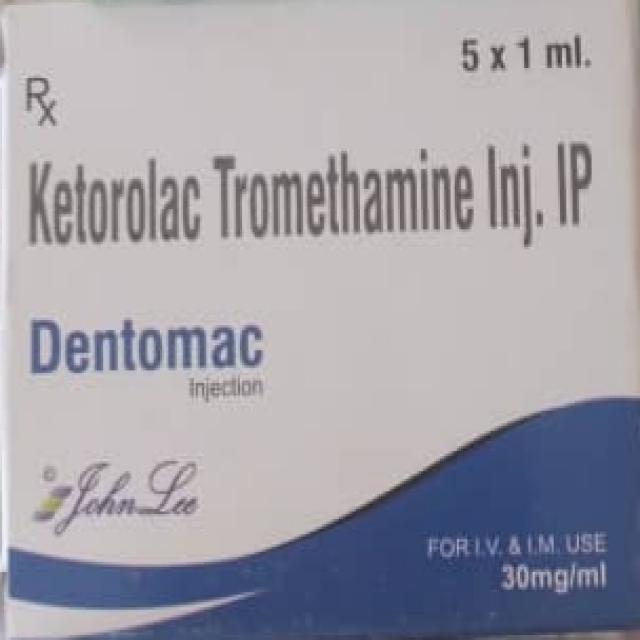 5 x 1 ml.
Rx
Ketorolac Tromethamine Inj. IP
Dentomac
Injection
© John Lee
FOR I.V. & I.M. USE
30mg/ml